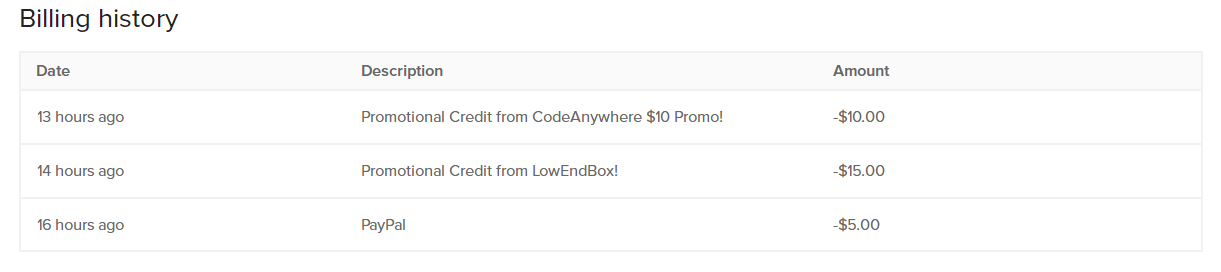 Billing history
Date Description Amount
13 hours ago Promotional Credit from CodeAnywhere $10 Promo! -$10.00
14 hours ago Promotional Credit from LowEndBox! -$15.00
16 hours ago PayPal -$5.00